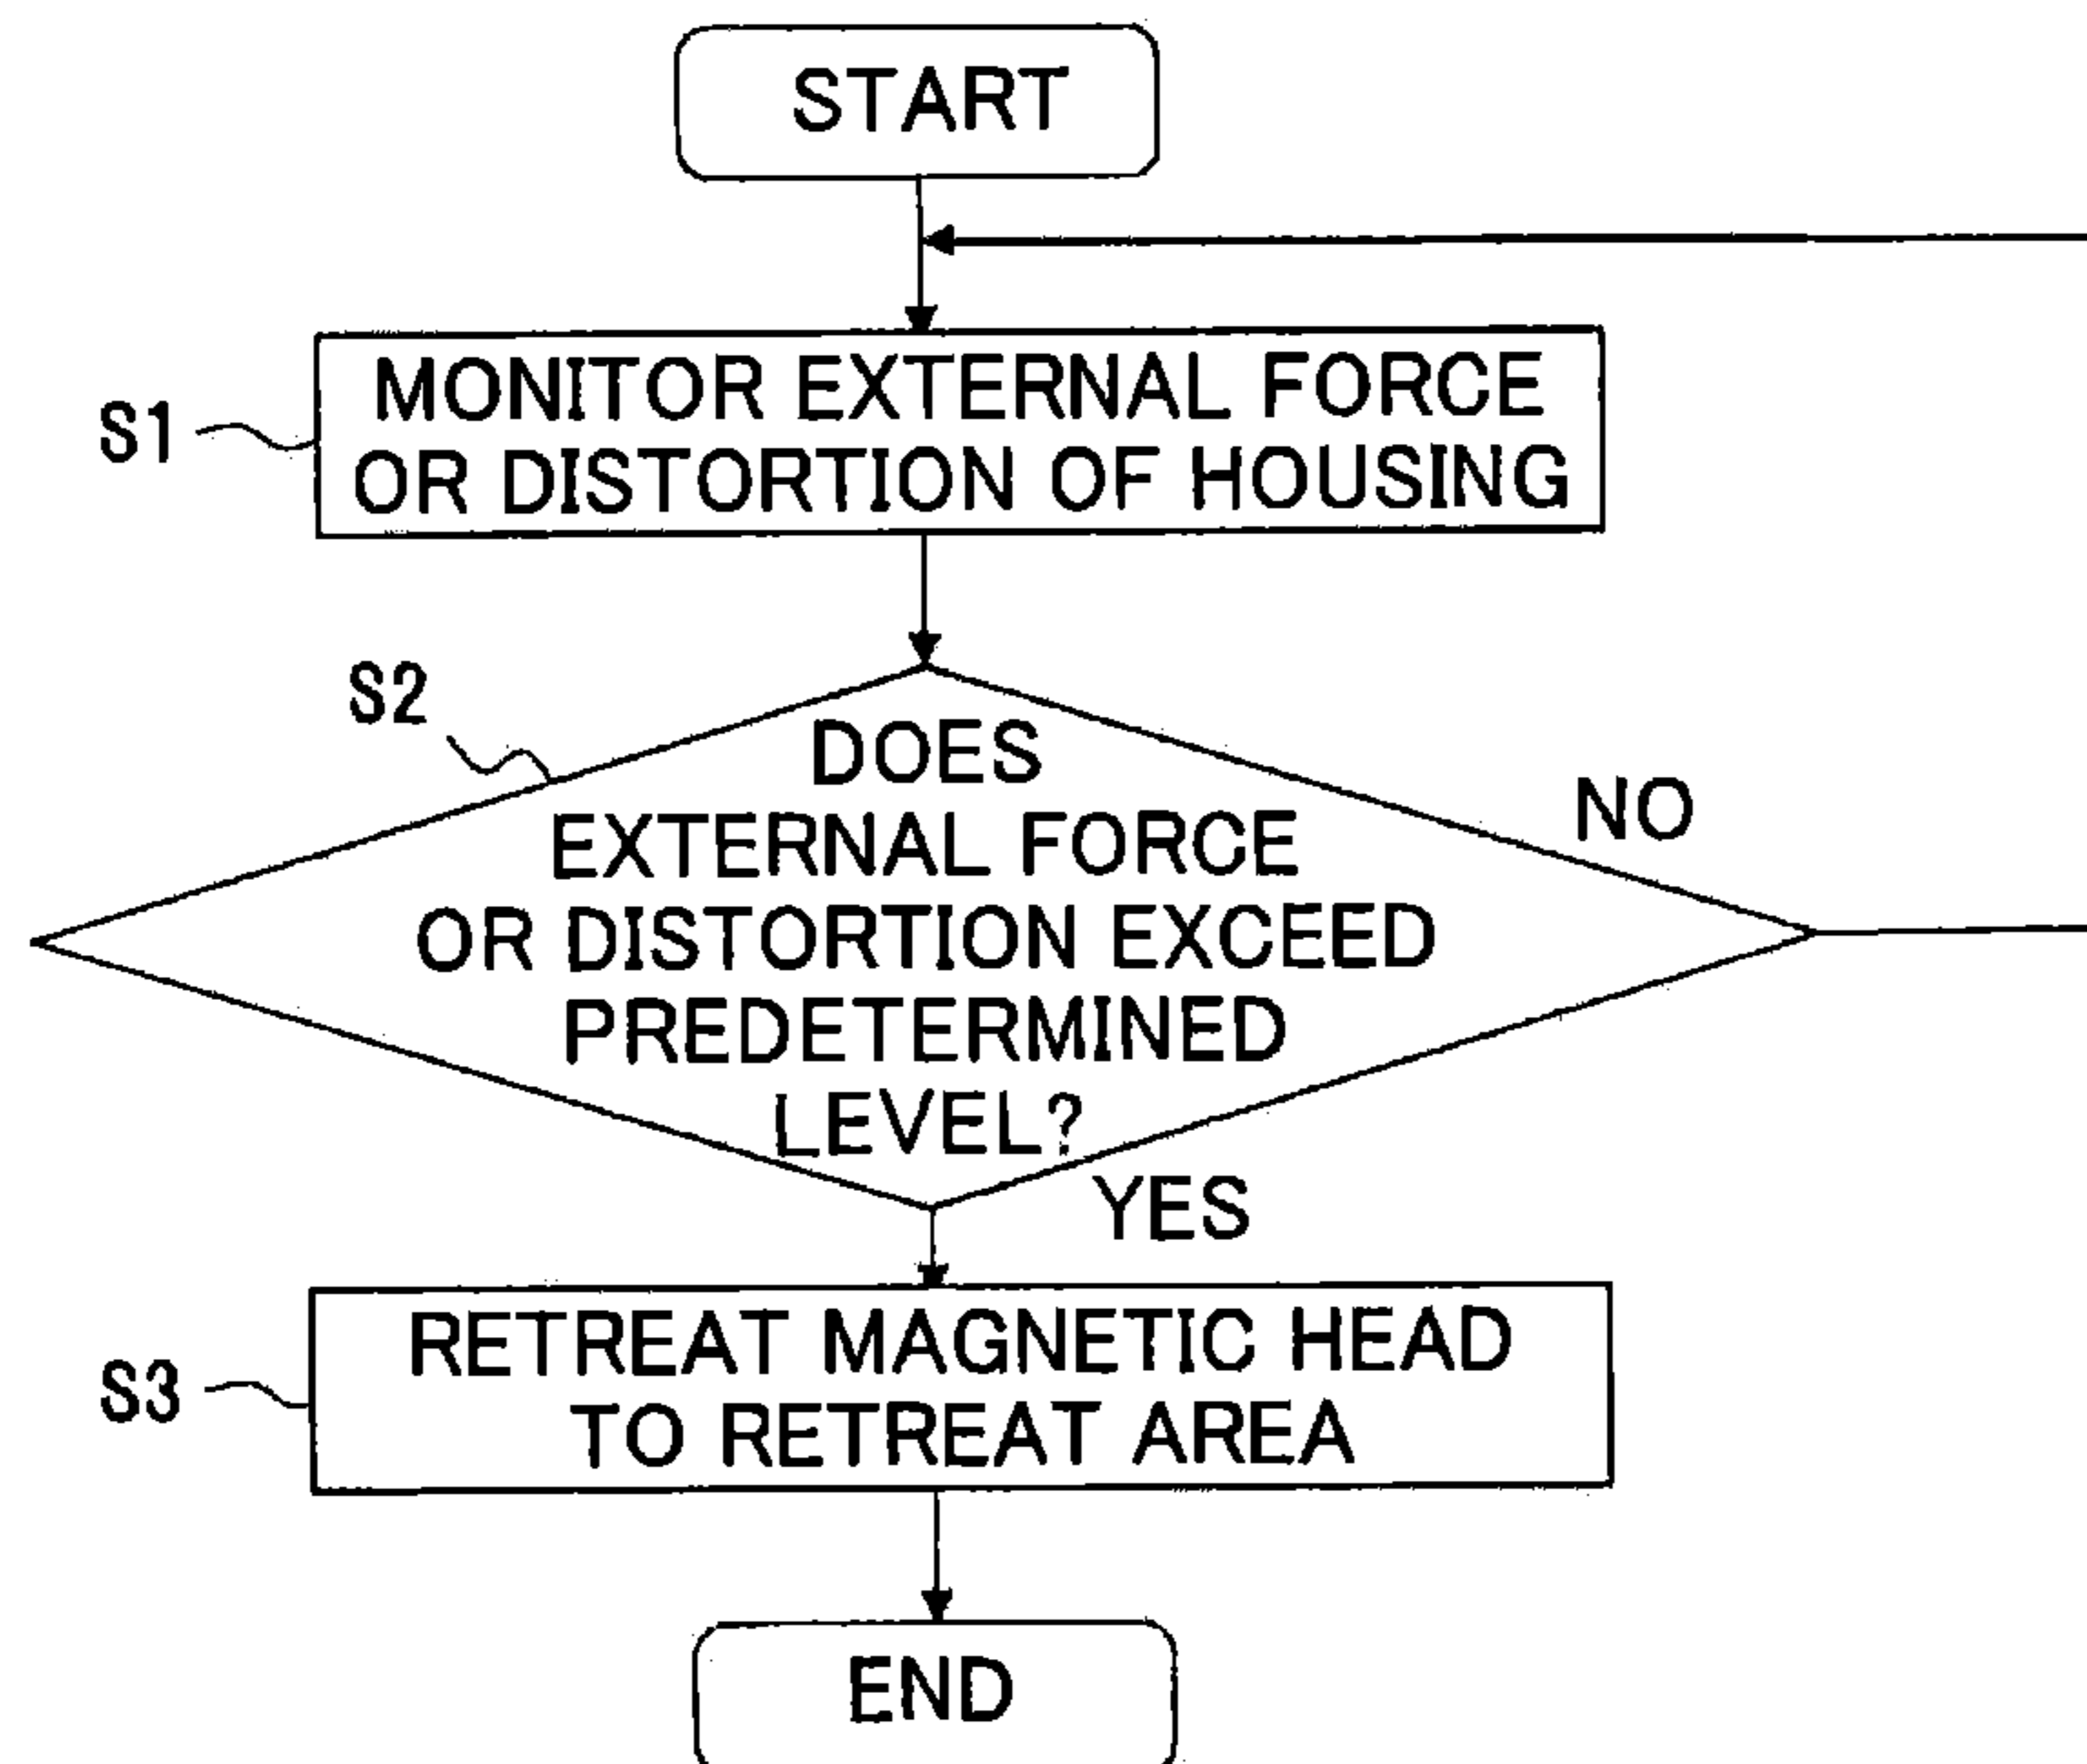 START
S1
MONITOR EXTERNAL FORCE
OR DISTORTION OF HOUSING
S2
DOES
EXTERNAL FORCE
OR DISTORTION EXCEED
PREDETERMINED
LEVEL?
NO
YES
S3
RETREAT MAGNETIC HEAD
TO RETREAT AREA
END